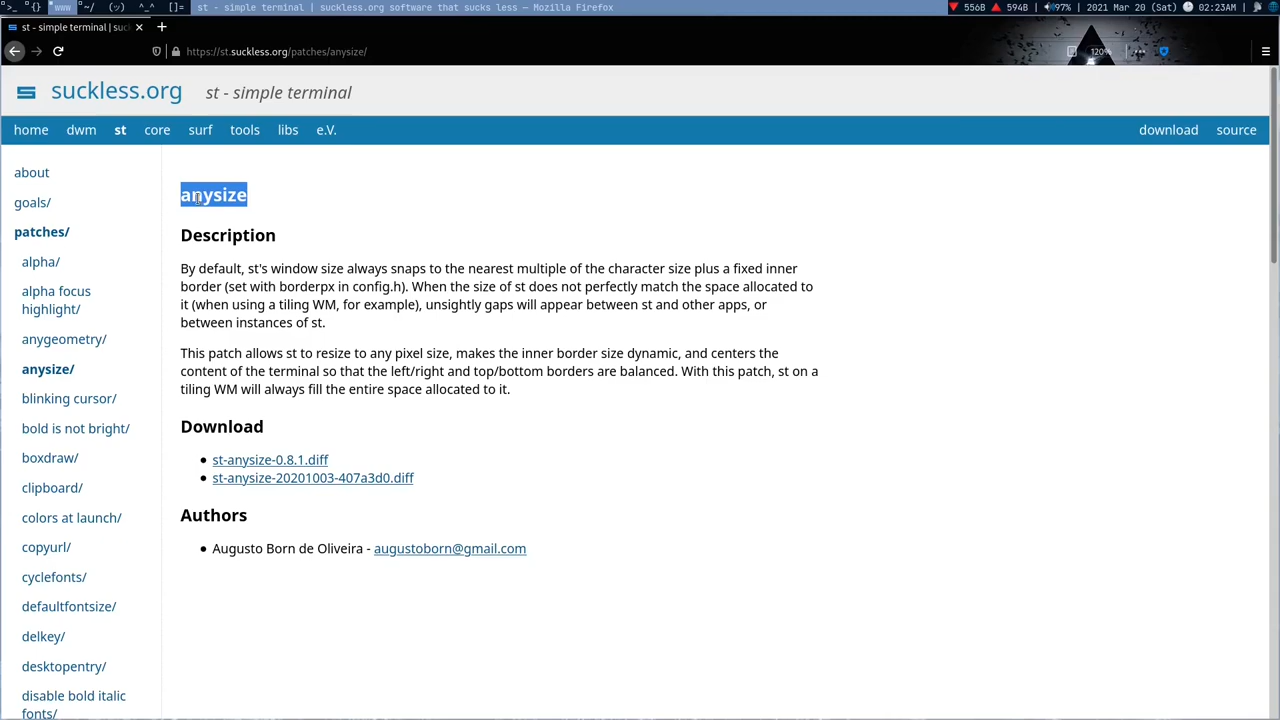 >_ {} www ~/ (ツ) ^_^ []= st - simple terminal | suckless.org software that sucks less — Mozilla Firefox 556B 594B 97% | 2021 Mar 20 (Sat) 02:23AM
st - simple terminal | suc
https://st.suckless.org/patches/anysize/ 120%
suckless.org st - simple terminal
home dwm st core surf tools libs e.V. download source
about
goals/
patches/
alpha/
alpha focus
highlight/
anygeometry/
anysize/
blinking cursor/
bold is not bright/
boxdraw/
clipboard/
colors at launch/
copyurl/
cyclefonts/
defaultfontsize/
delkey/
desktopentry/
disable bold italic
fonts/
anysize
Description
By default, st's window size always snaps to the nearest multiple of the character size plus a fixed inner
border (set with borderpx in config.h). When the size of st does not perfectly match the space allocated to
it (when using a tiling WM, for example), unsightly gaps will appear between st and other apps, or
between instances of st.
This patch allows st to resize to any pixel size, makes the inner border size dynamic, and centers the
content of the terminal so that the left/right and top/bottom borders are balanced. With this patch, st on a
tiling WM will always fill the entire space allocated to it.
Download
• st-anysize-0.8.1.diff
• st-anysize-20201003-407a3d0.diff
Authors
• Augusto Born de Oliveira - augustoborn@gmail.com